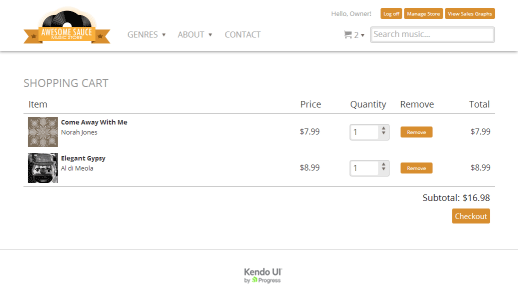 Hello, Owner! Log off Manage Store View Sales Graphs
AWESOME SAUCE
MUSIC STORE
GENRES ABOUT CONTACT 2 Search music...
SHOPPING CART
Item Price Quantity Remove Total
Come Away With Me
Norah Jones
$7.99 1 Remove $7.99
Elegant Gypsy
Al di Meola
$8.99 1 Remove $8.99
Subtotal: $16.98
Checkout
Kendo UI
by Progress